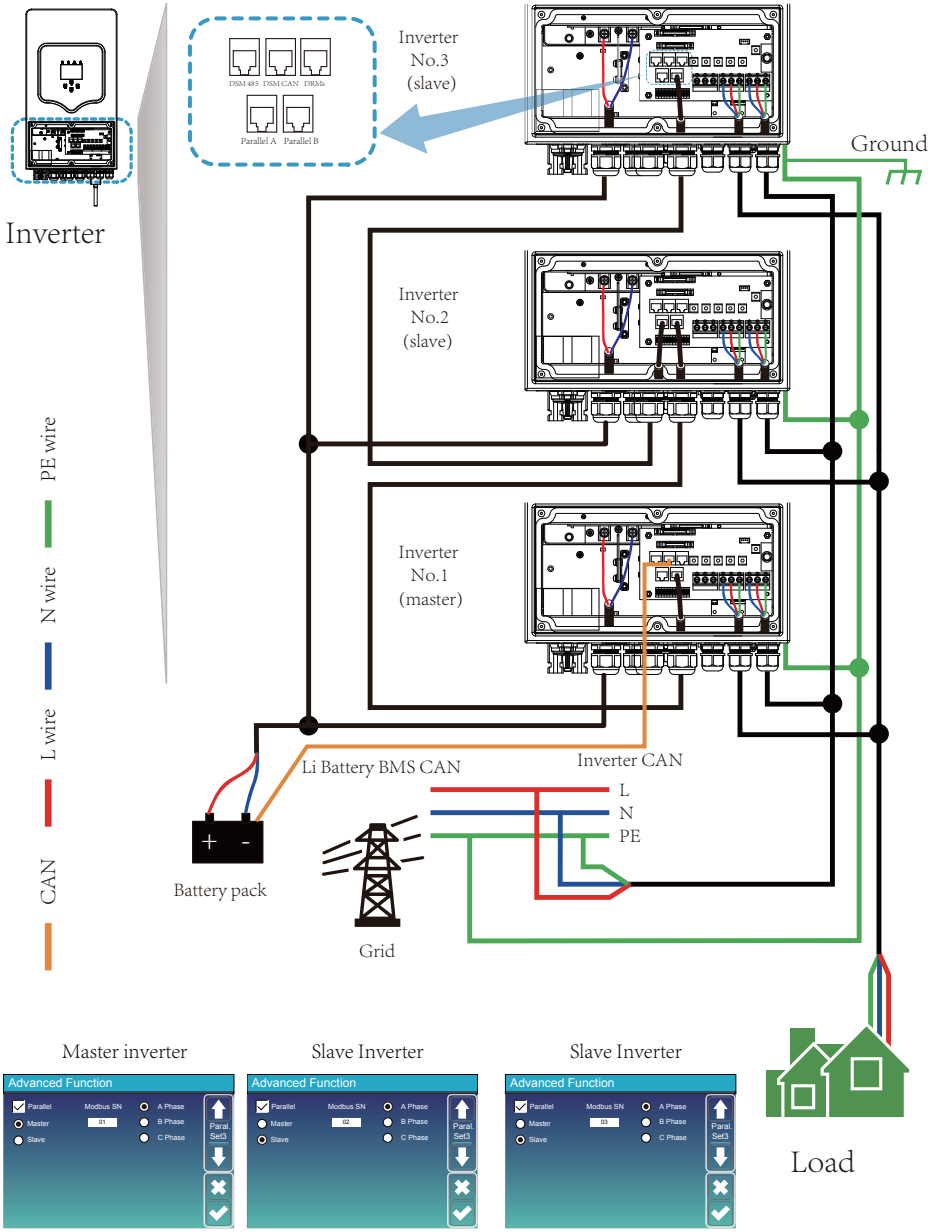 Inverter
DSM 485 DSM CAN DRMs
Parallel A Parallel B
Inverter
No.3
(slave)
Ground
Inverter
No.2
(slave)
Inverter
No.1
(master)
PE wire
N wire
L wire
CAN
Li Battery BMS CAN
Inverter CAN
L
N
PE
+ -
Battery pack
Grid
Load
Master inverter
Advanced Function
Parallel Modbus SN A Phase
Master 01 B Phase
Slave C Phase
Paral.
Set3
Slave Inverter
Advanced Function
Parallel Modbus SN A Phase
Master 02 B Phase
Slave C Phase
Paral.
Set3
Slave Inverter
Advanced Function
Parallel Modbus SN A Phase
Master 03 B Phase
Slave C Phase
Paral.
Set3